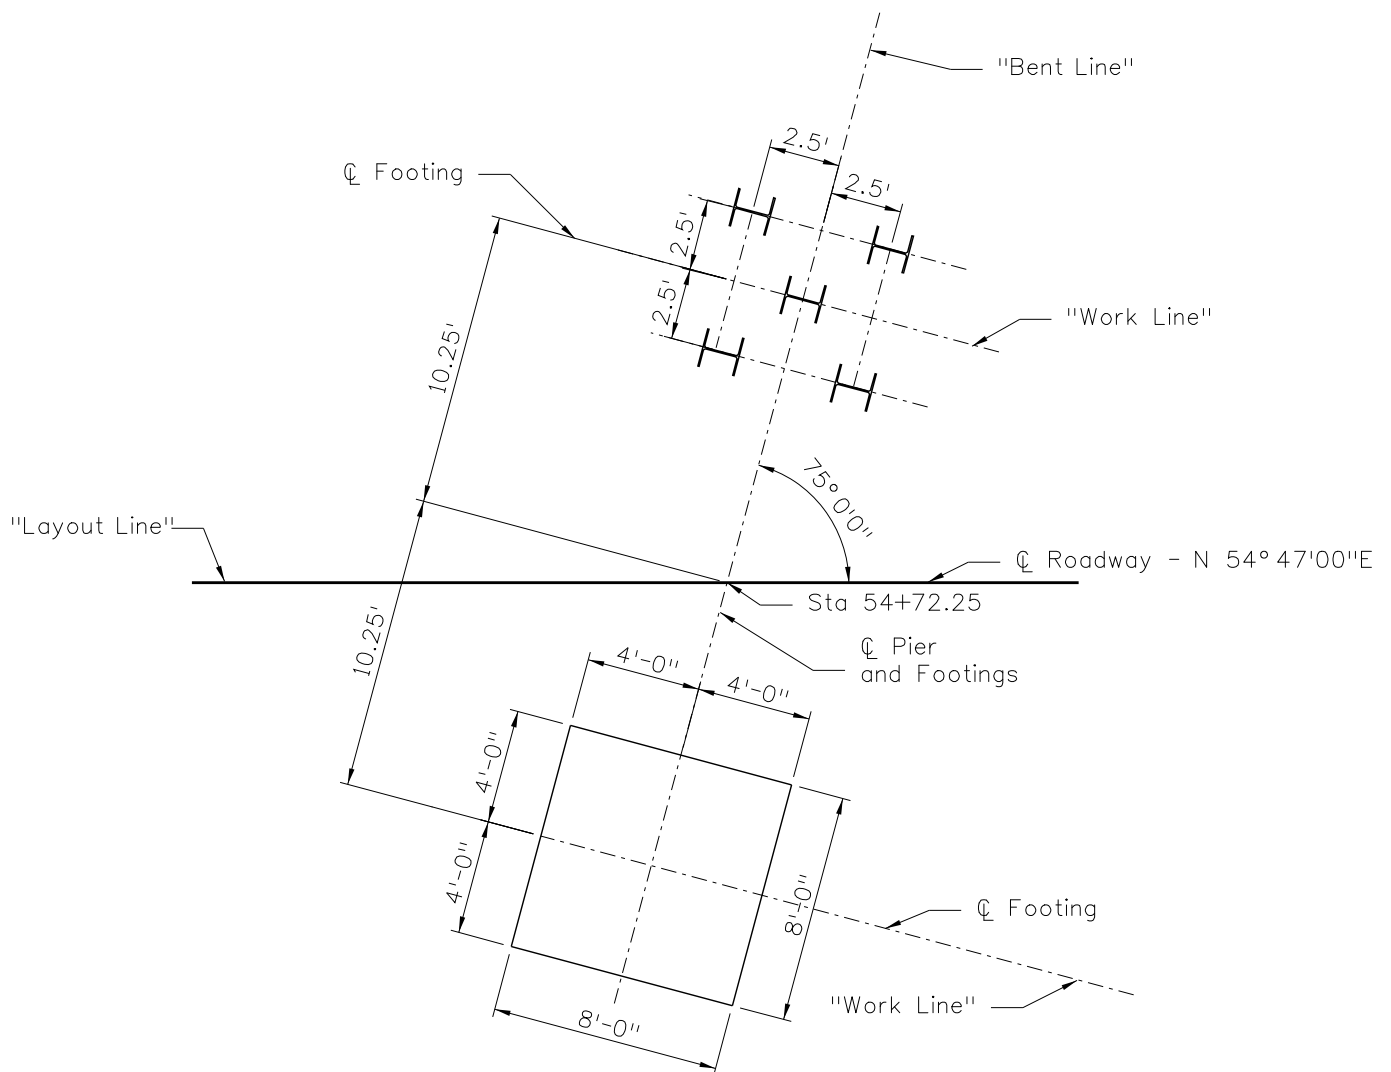 "Bent Line"
2.5'
℄ Footing
2.5'
2.5'
2.5'
"Work Line"
10.25'
75°0'0"
"Layout Line"
℄ Roadway - N 54°47'00"E
Sta 54+72.25
10.25'
℄ Pier
and Footings
4'-0"
4'-0"
4'-0"
4'-0"
8'-0"
℄ Footing
"Work Line"
8'-0"